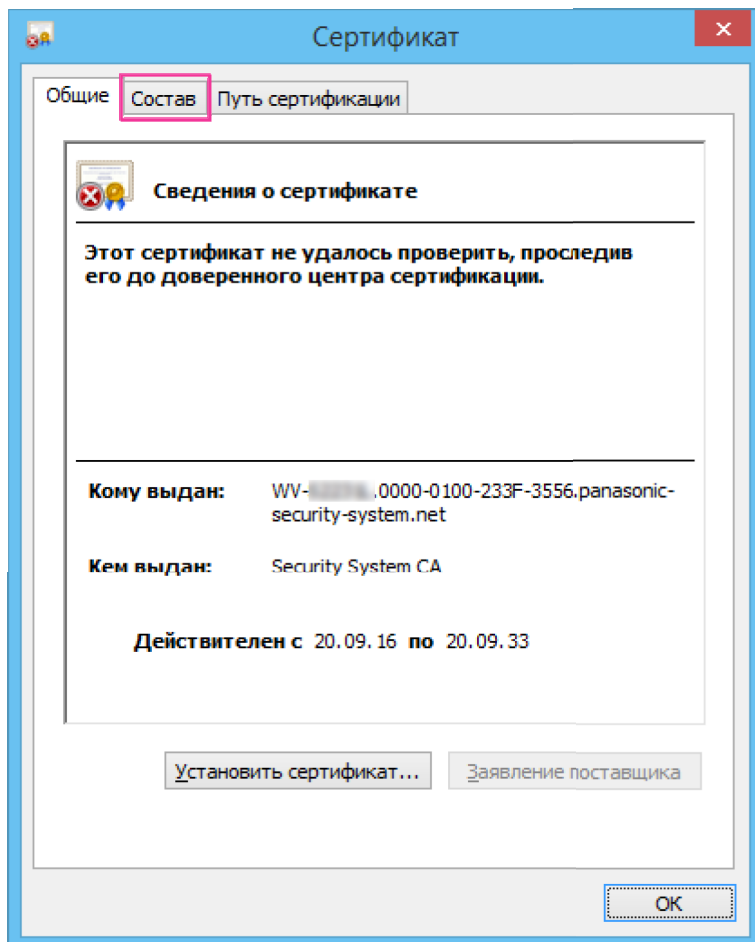 Сертификат
Общие Состав Путь сертификации
Сведения о сертификате
Этот сертификат не удалось проверить, проследив
его до доверенного центра сертификации.
Кому выдан: WV- .0000-0100-233F-3556.panasonic-
security-system.net
Кем выдан: Security System CA
Действителен с 20.09.16 по 20.09.33
Установить сертификат... Заявление поставщика
ОК